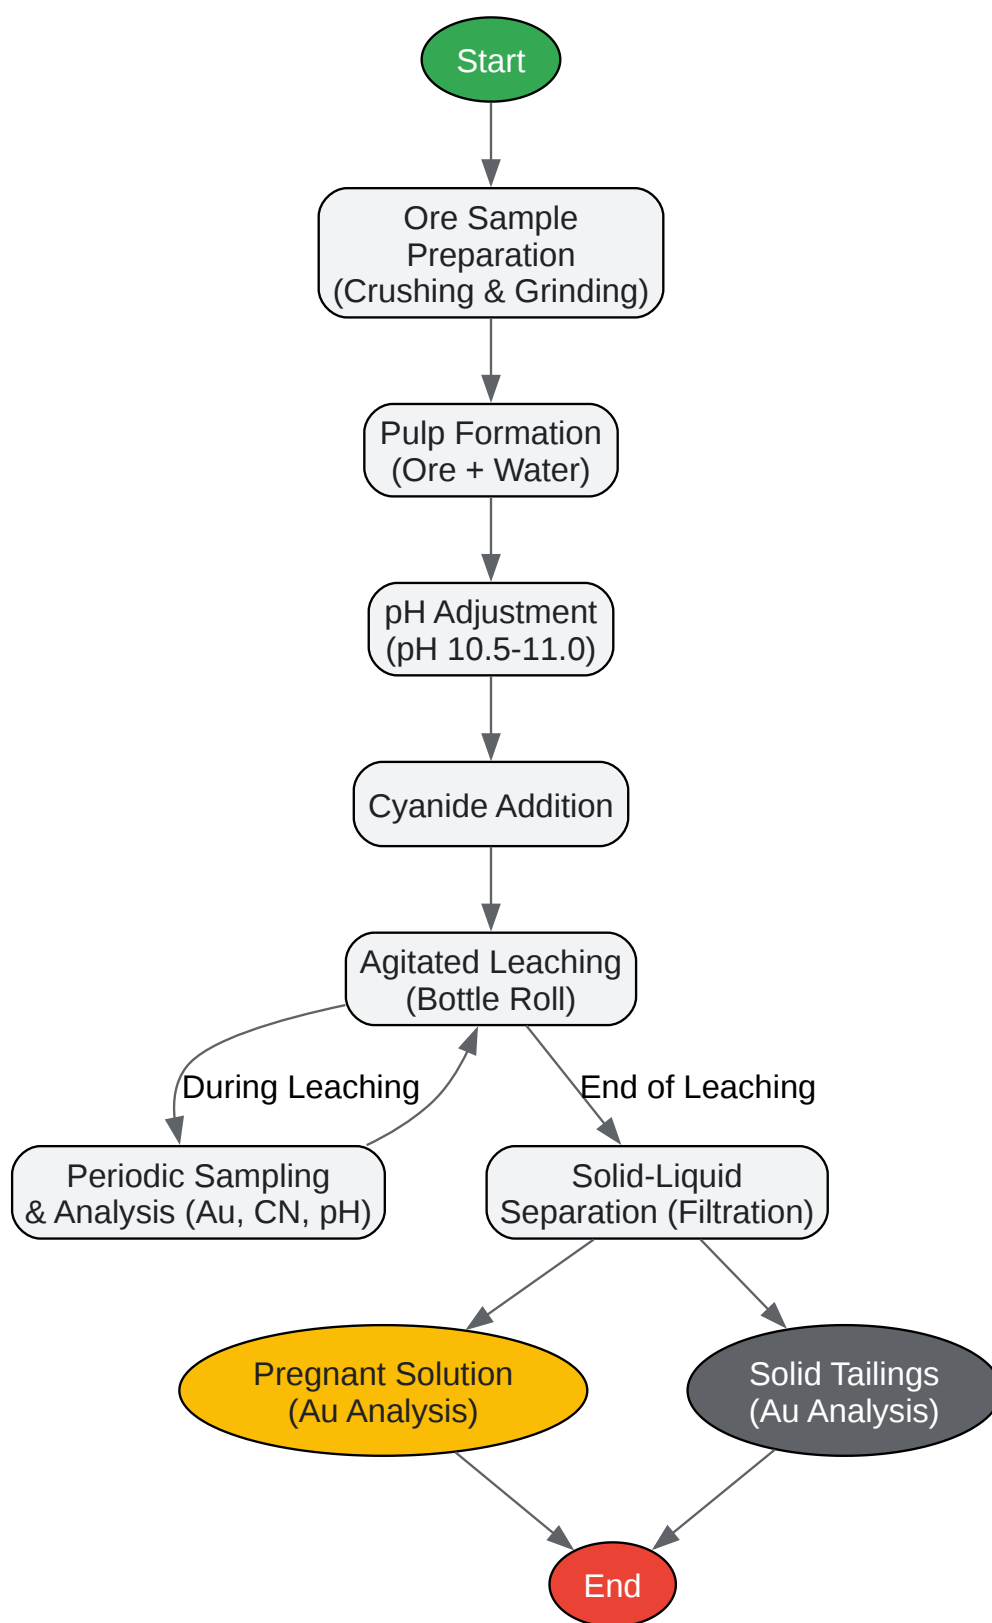 Start
Ore Sample
Preparation
(Crushing & Grinding)
Pulp Formation
(Ore + Water)
pH Adjustment
(pH 10.5-11.0)
Cyanide Addition
Agitated Leaching
(Bottle Roll)
During Leaching
End of Leaching
Periodic Sampling
& Analysis (Au, CN, pH)
Solid-Liquid
Separation (Filtration)
Pregnant Solution
(Au Analysis)
Solid Tailings
(Au Analysis)
End